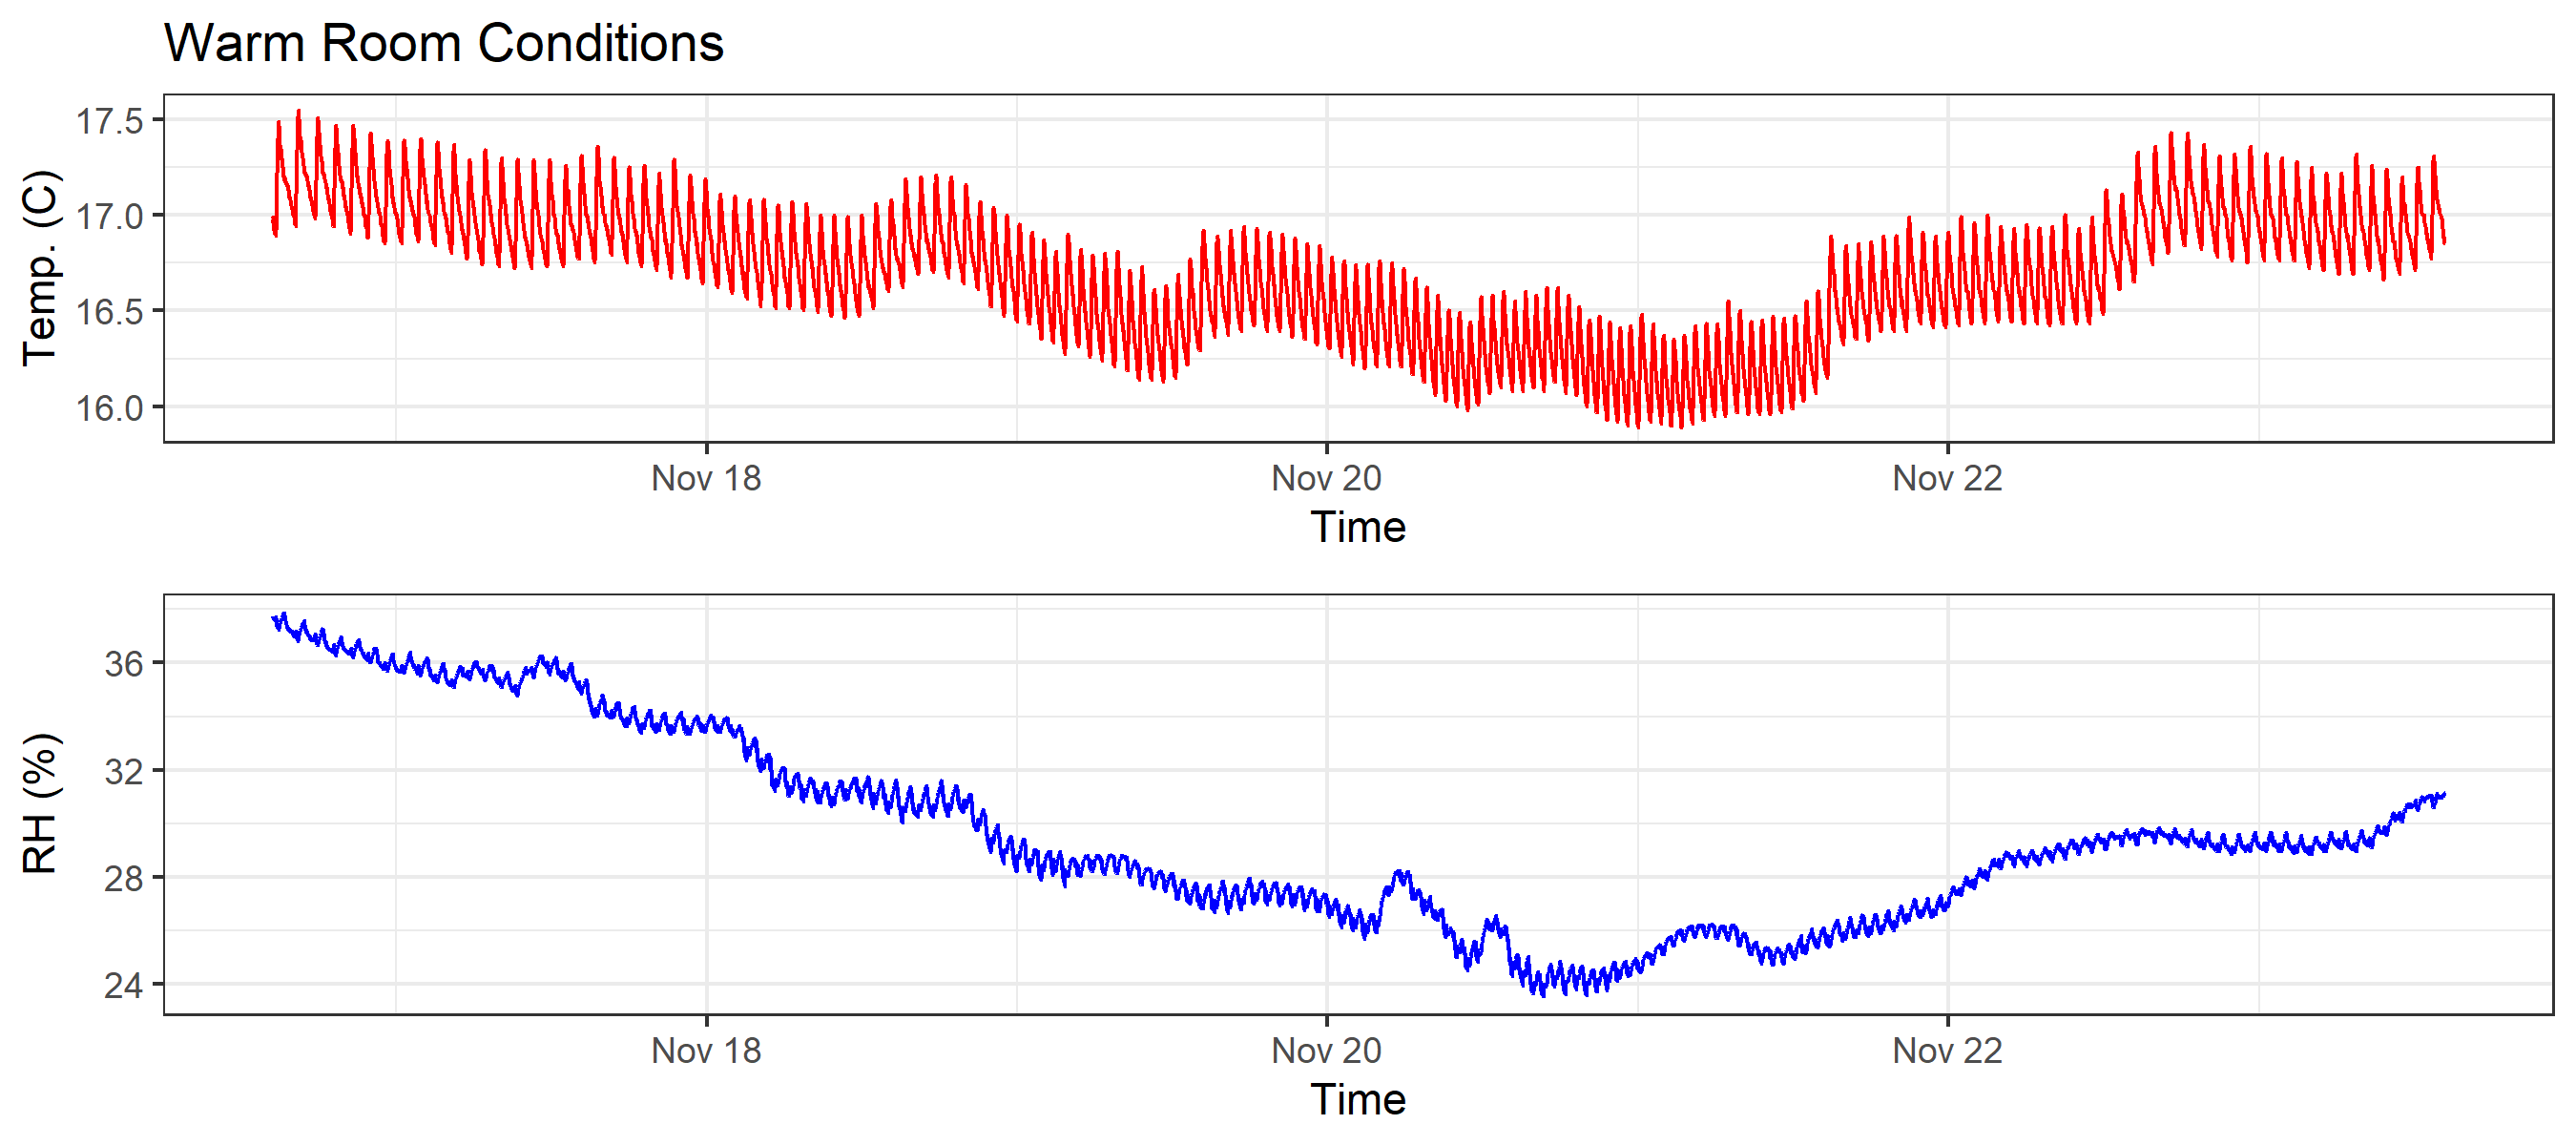 Warm Room Conditions
Temp. (C)
17.5
17.0
16.5
16.0
Nov 18 Nov 20 Nov 22
Time
RH (%)
36
32
28
24
Nov 18 Nov 20 Nov 22
Time